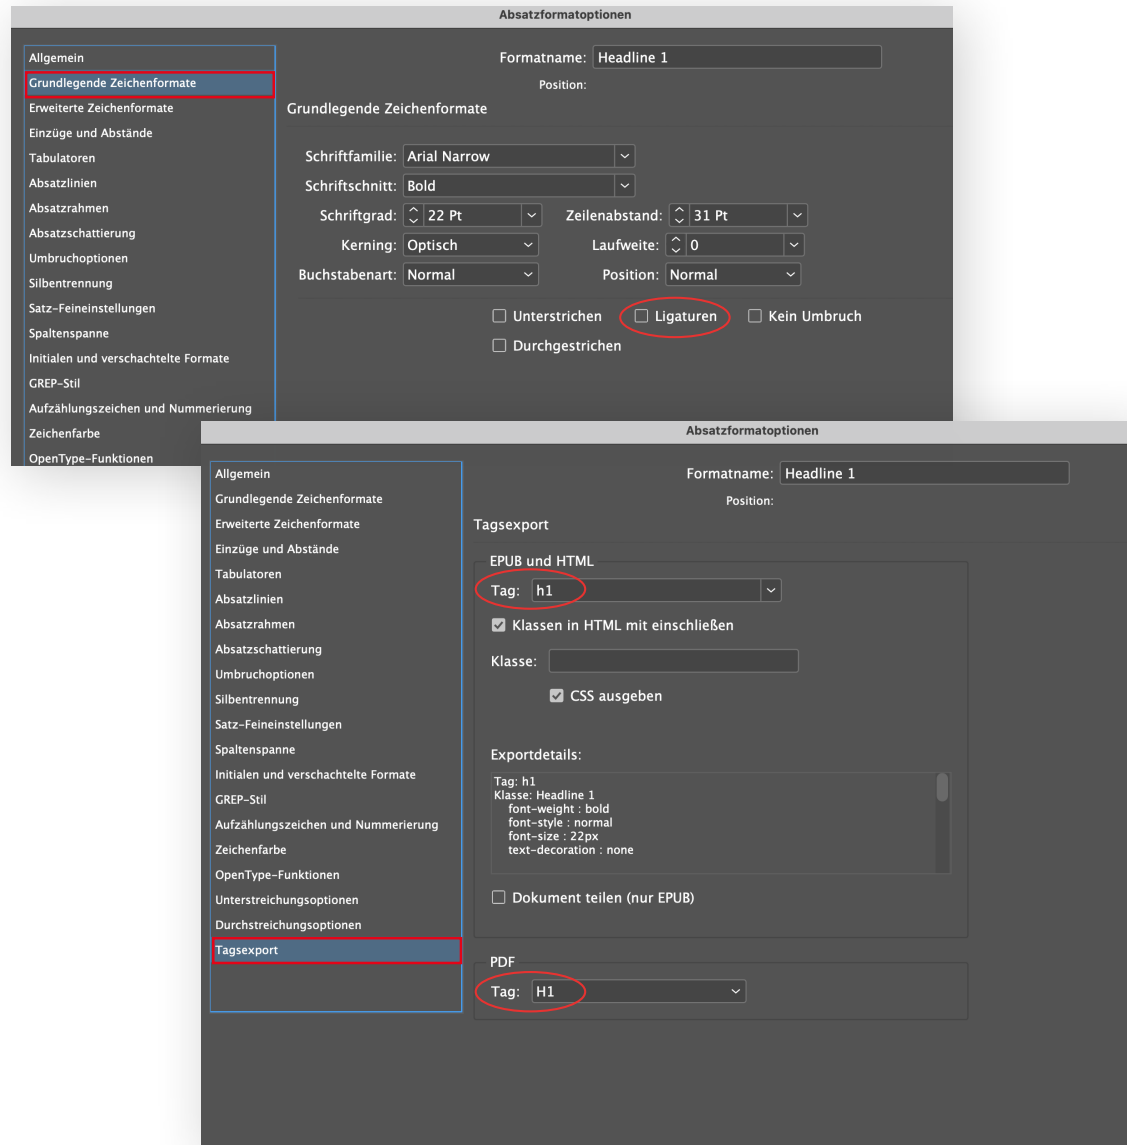 Absatzformatoptionen
Allgemein
Grundlegende Zeichenformate
Erweiterte Zeichenformate
Einzüge und Abstände
Tabulatoren
Absatzlinien
Absatzrahmen
Absatzschattierung
Umbruchoptionen
Silbentrennung
Satz-Feineinstellungen
Spaltenspanne
Initialen und verschachtelte Formate
GREP-Stil
Aufzählungszeichen und Nummerierung
Zeichenfarbe
OpenType-Funktionen
Formatname: Headline 1
Position:
Grundlegende Zeichenformate
Schriftfamilie: Arial Narrow
Schriftschnitt: Bold
Schriftgrad: 22 Pt Zeilenabstand: 31 Pt
Kerning: Optisch Laufweite: 0
Buchstabenart: Normal Position: Normal
Unterstrichen Ligaturen Kein Umbruch
Durchgestrichen
Absatzformatoptionen
Allgemein
Grundlegende Zeichenformate
Erweiterte Zeichenformate
Einzüge und Abstände
Tabulatoren
Absatzlinien
Absatzrahmen
Absatzschattierung
Umbruchoptionen
Silbentrennung
Satz-Feineinstellungen
Spaltenspanne
Initialen und verschachtelte Formate
GREP-Stil
Aufzählungszeichen und Nummerierung
Zeichenfarbe
OpenType-Funktionen
Unterstreichungsoptionen
Durchstreichungsoptionen
Tagsexport
Formatname: Headline 1
Position:
Tagsexport
EPUB und HTML
Tag: h1
Klassen in HTML mit einschließen
Klasse:
CSS ausgeben
Exportdetails:
Tag: h1
Klasse: Headline 1
font-weight : bold
font-style : normal
font-size : 22px
text-decoration : none
Dokument teilen (nur EPUB)
PDF
Tag: H1